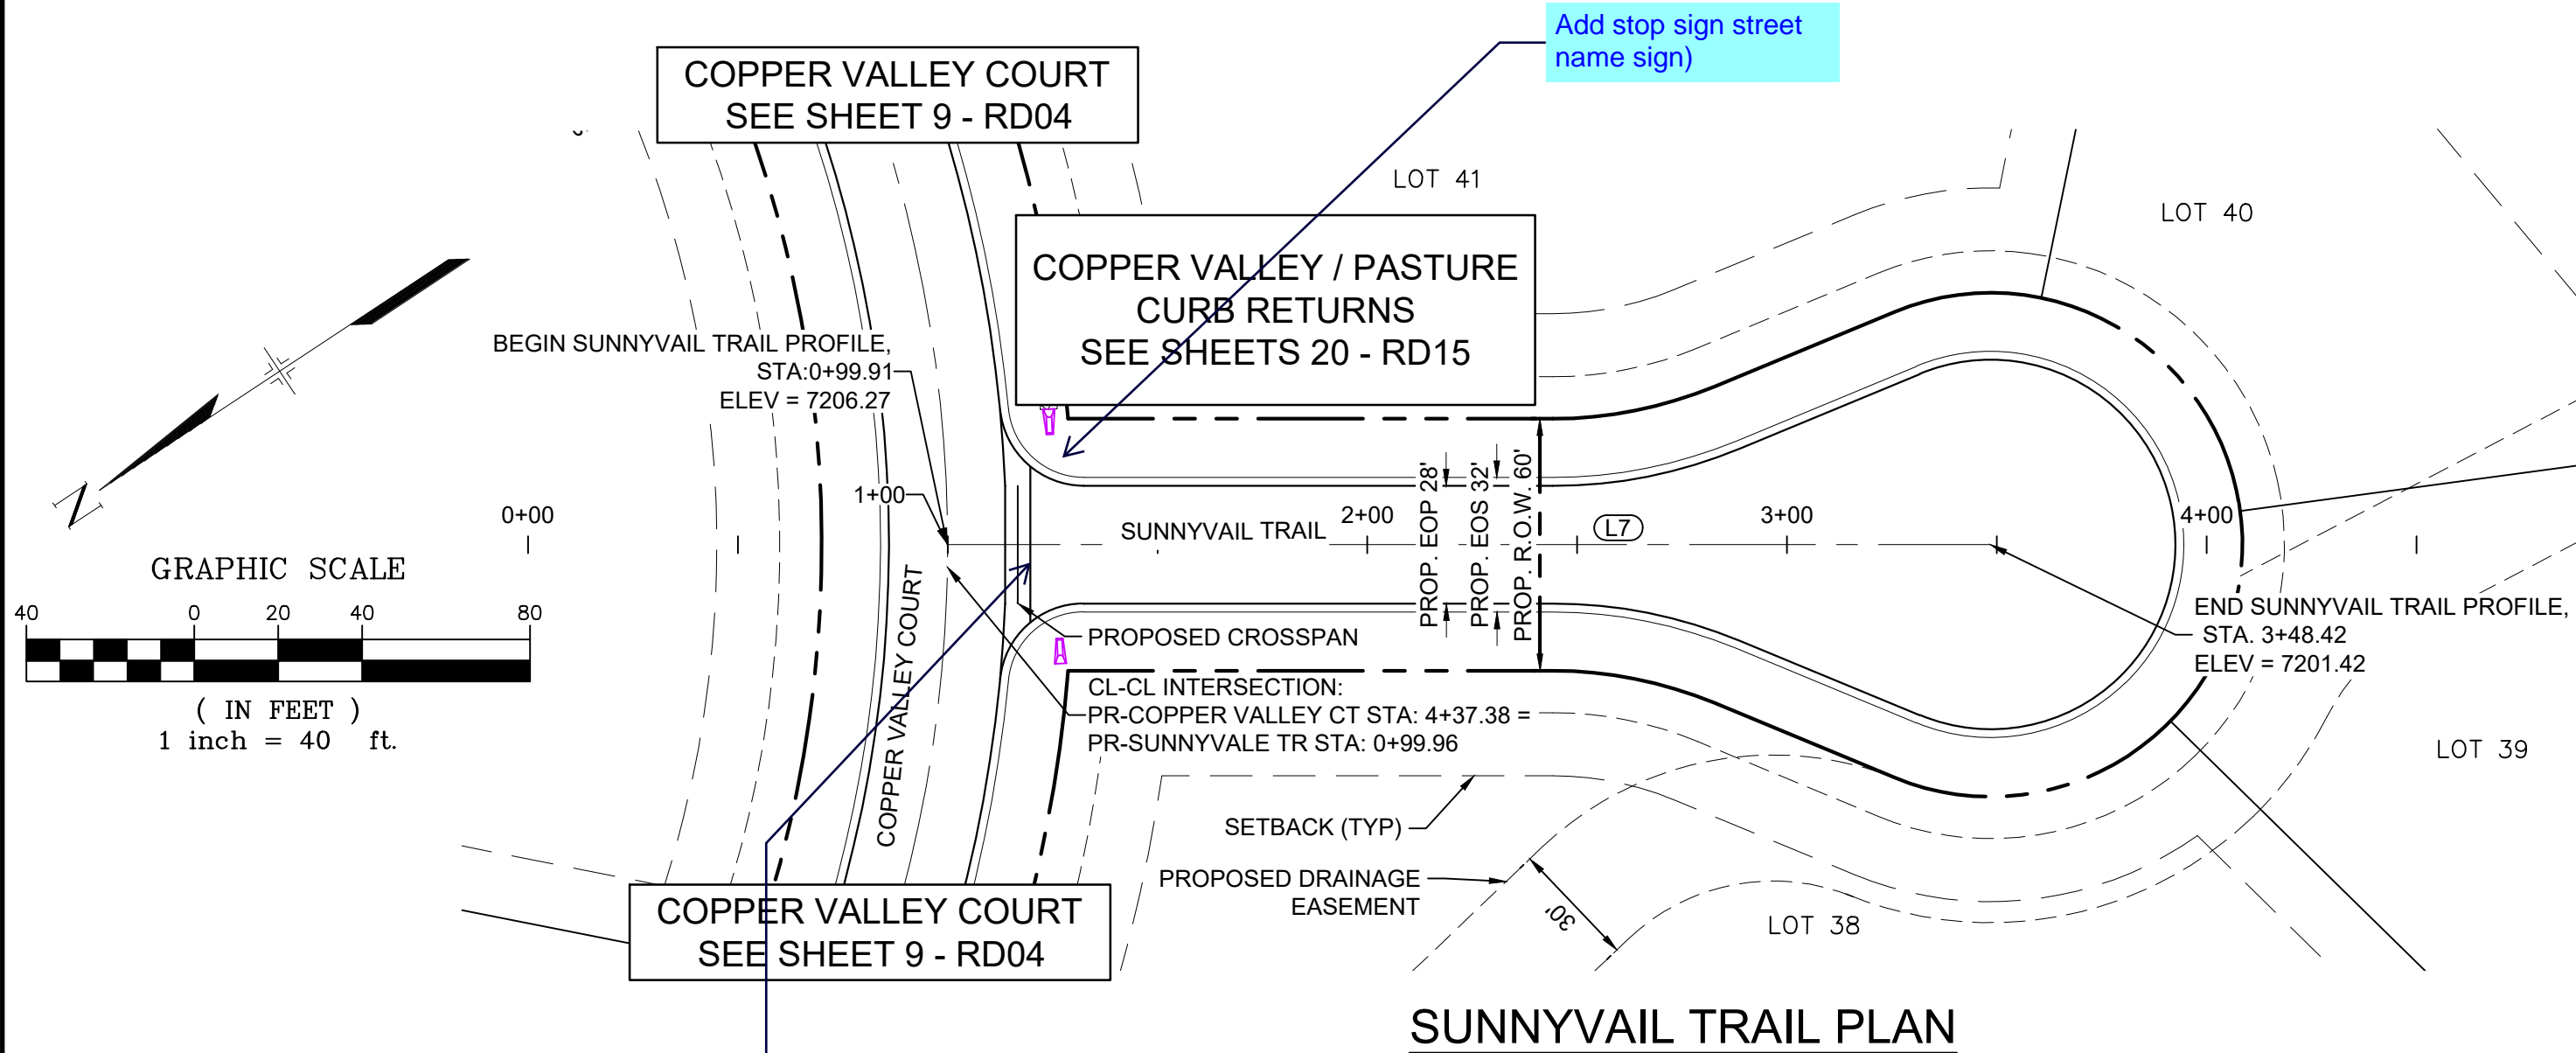 Add stop sign street
name sign)
COPPER VALLEY COURT
SEE SHEET 9 - RD04
LOT 41
LOT 40
COPPER VALLEY / PASTURE
CURB RETURNS
SEE SHEETS 20 - RD15
BEGIN SUNNYVAIL TRAIL PROFILE,
STA:0+99.91
ELEV = 7206.27
N
0+00
1+00
SUNNYVAIL TRAIL
2+00
PROP. EOP 28'
PROP. EOS 32'
PROP. R.O.W. 60'
L7
3+00
4+00
GRAPHIC SCALE
40 0 20 40 80
( IN FEET )
1 inch = 40 ft.
COPPER VALLEY COURT
PROPOSED CROSSPAN
CL-CL INTERSECTION:
PR-COPPER VALLEY CT STA: 4+37.38 =
PR-SUNNYVALE TR STA: 0+99.96
END SUNNYVAIL TRAIL PROFILE,
STA. 3+48.42
ELEV = 7201.42
LOT 39
SETBACK (TYP)
PROPOSED DRAINAGE
EASEMENT
30'
LOT 38
COPPER VALLEY COURT
SEE SHEET 9 - RD04
SUNNYVAIL TRAIL PLAN